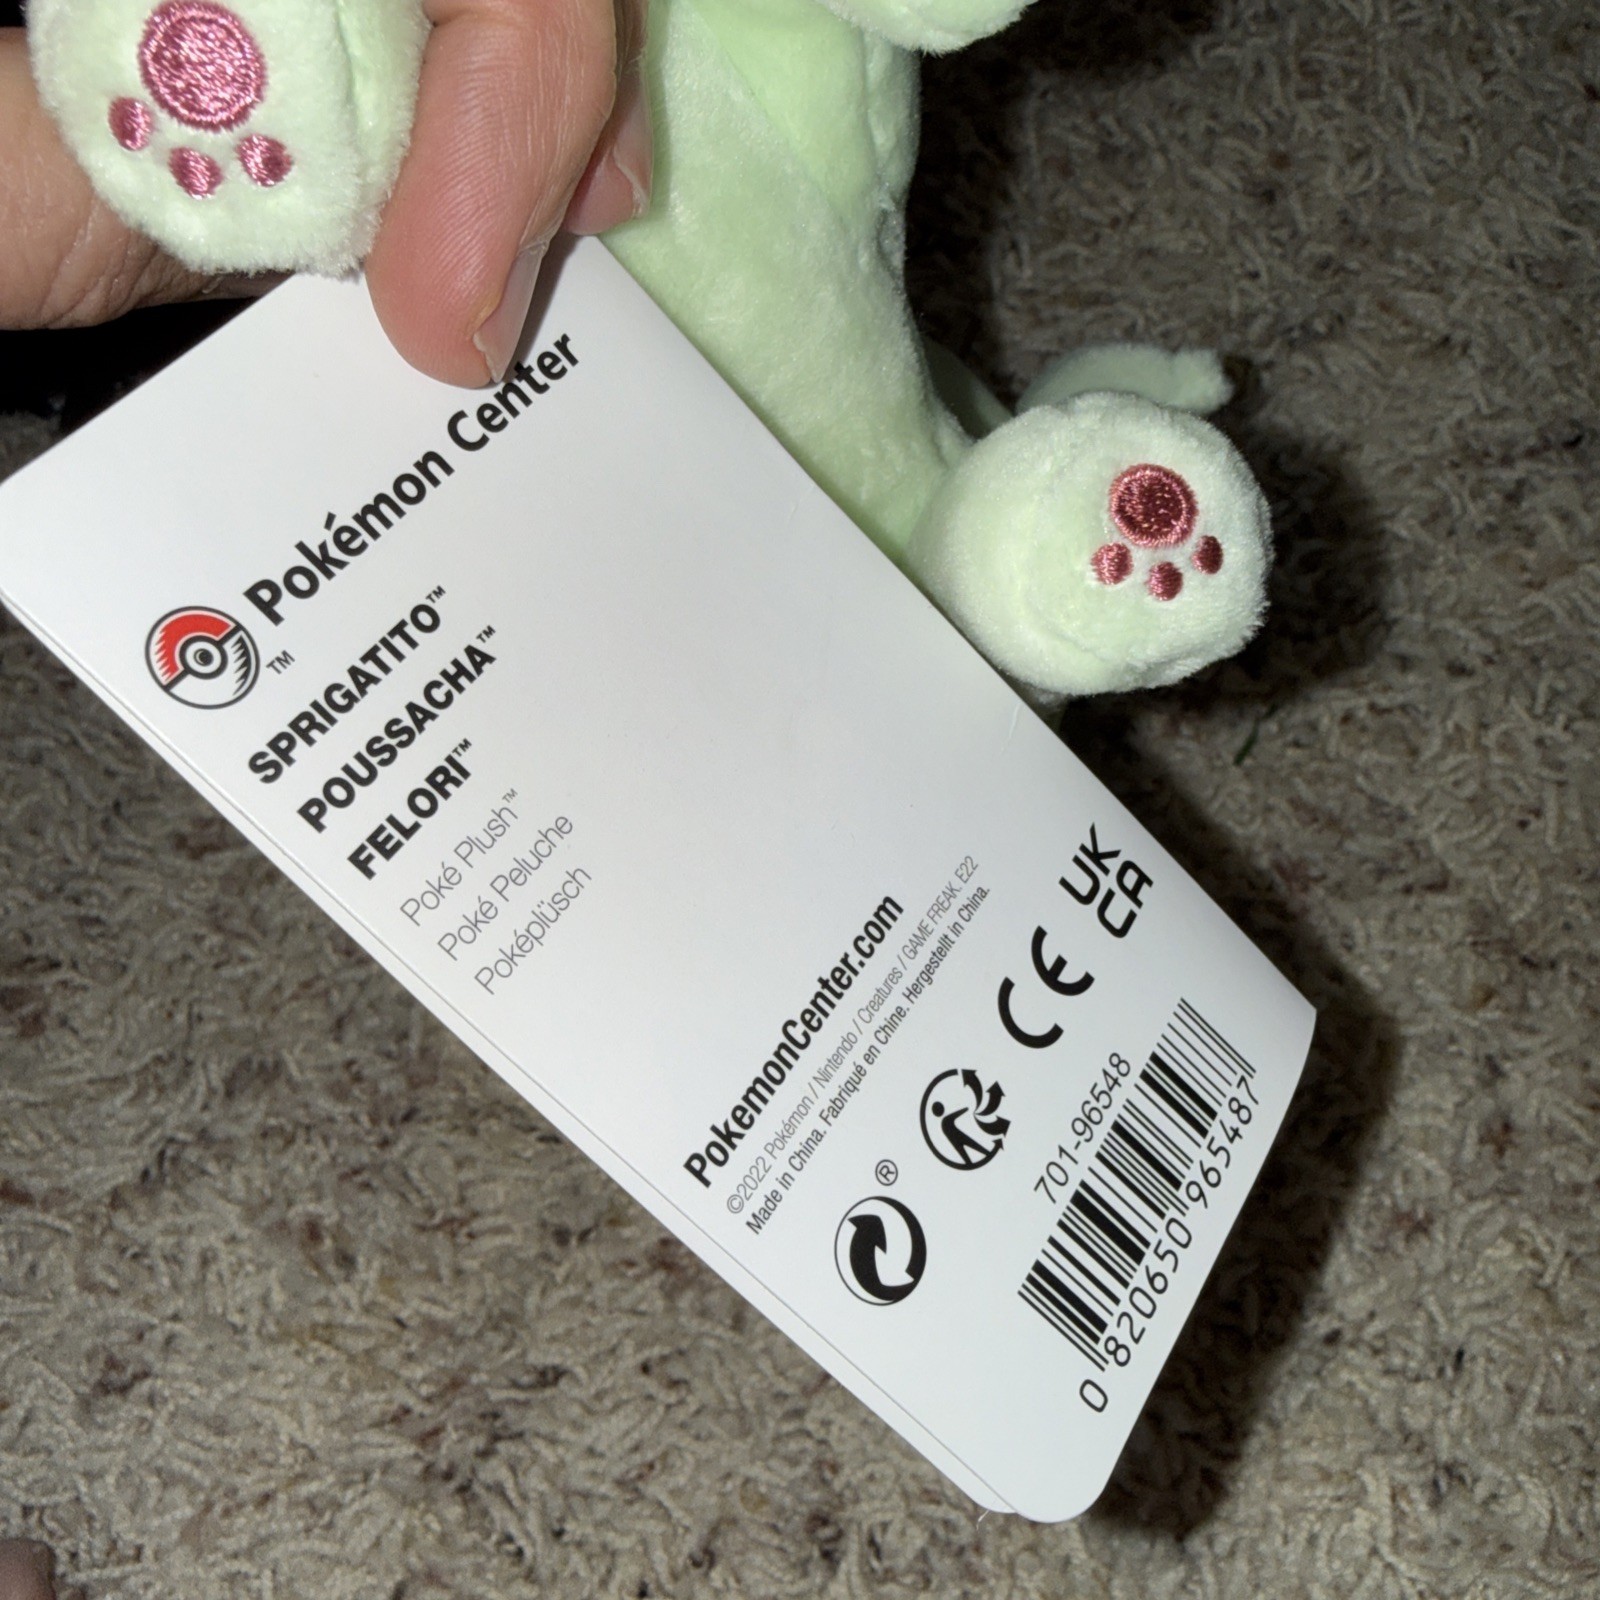 Pokémon Center
TM
SPRIGATITO™
POUSSACHA™
FELORI™
Poké Plush™
Poké Peluche
Poképlüsch
PokemonCenter.com
©2022 Pokémon / Nintendo / Creatures / GAME FREAK. E22
Made in China. Fabriqué en Chine. Hergestellt in China.
®
CE
UK
CA
701-96548
0 820650 965487